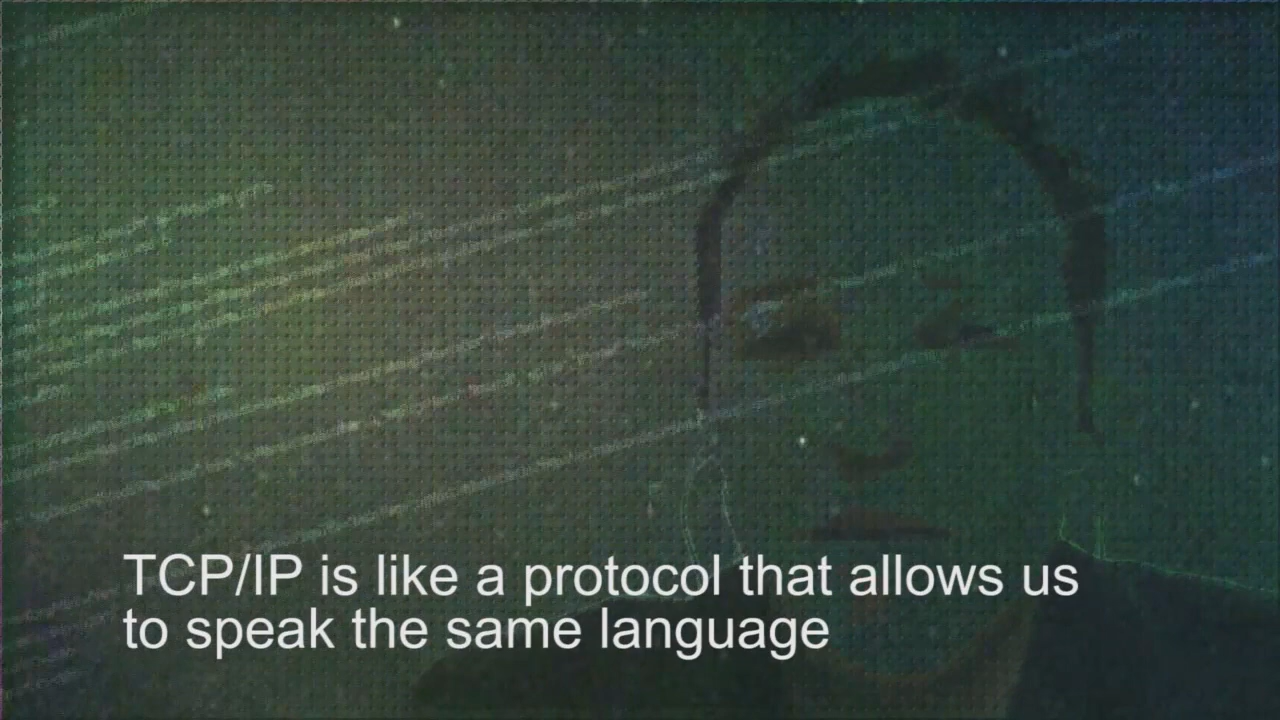 TCP/IP is like a protocol that allows us
to speak the same language